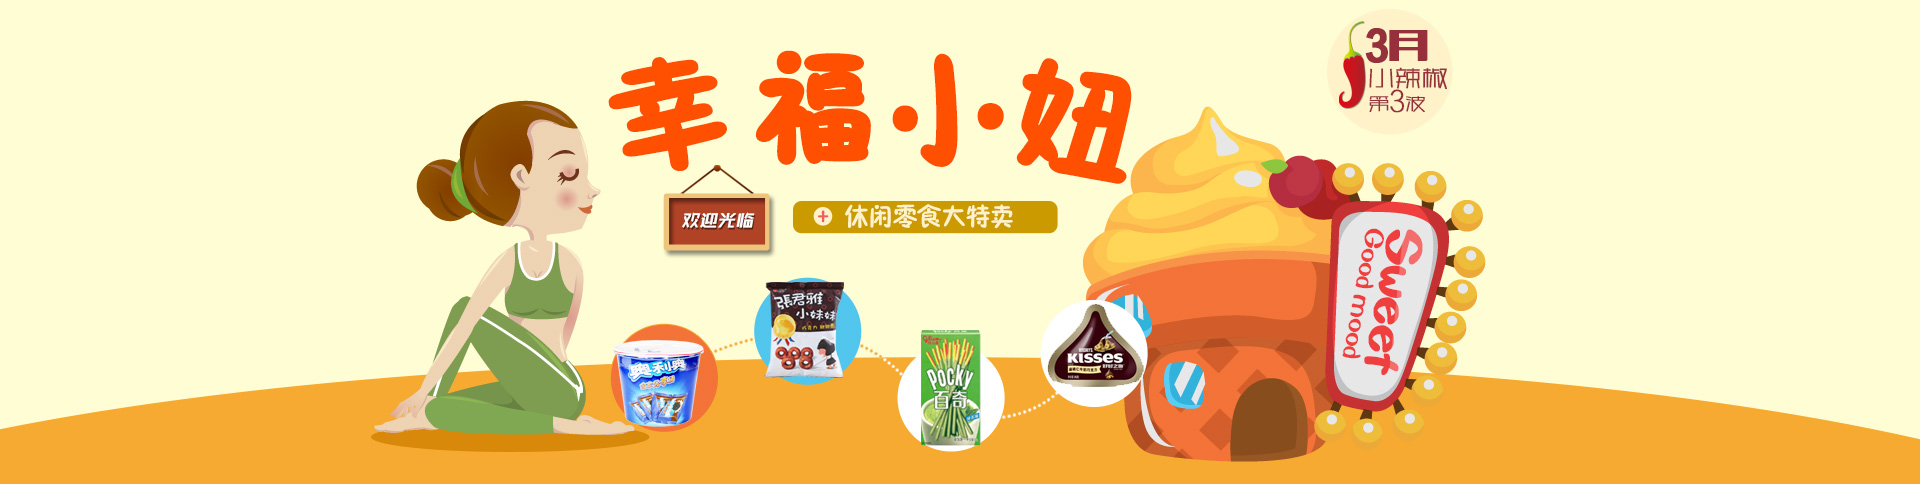 3月
小辣椒
第3波
幸福小妞
欢迎光临
休闲零食大特卖
Sweet
Good mood
奥利奥
張君雅
小妹妹
Pocky
百奇
HERSHEY'S
KISSES